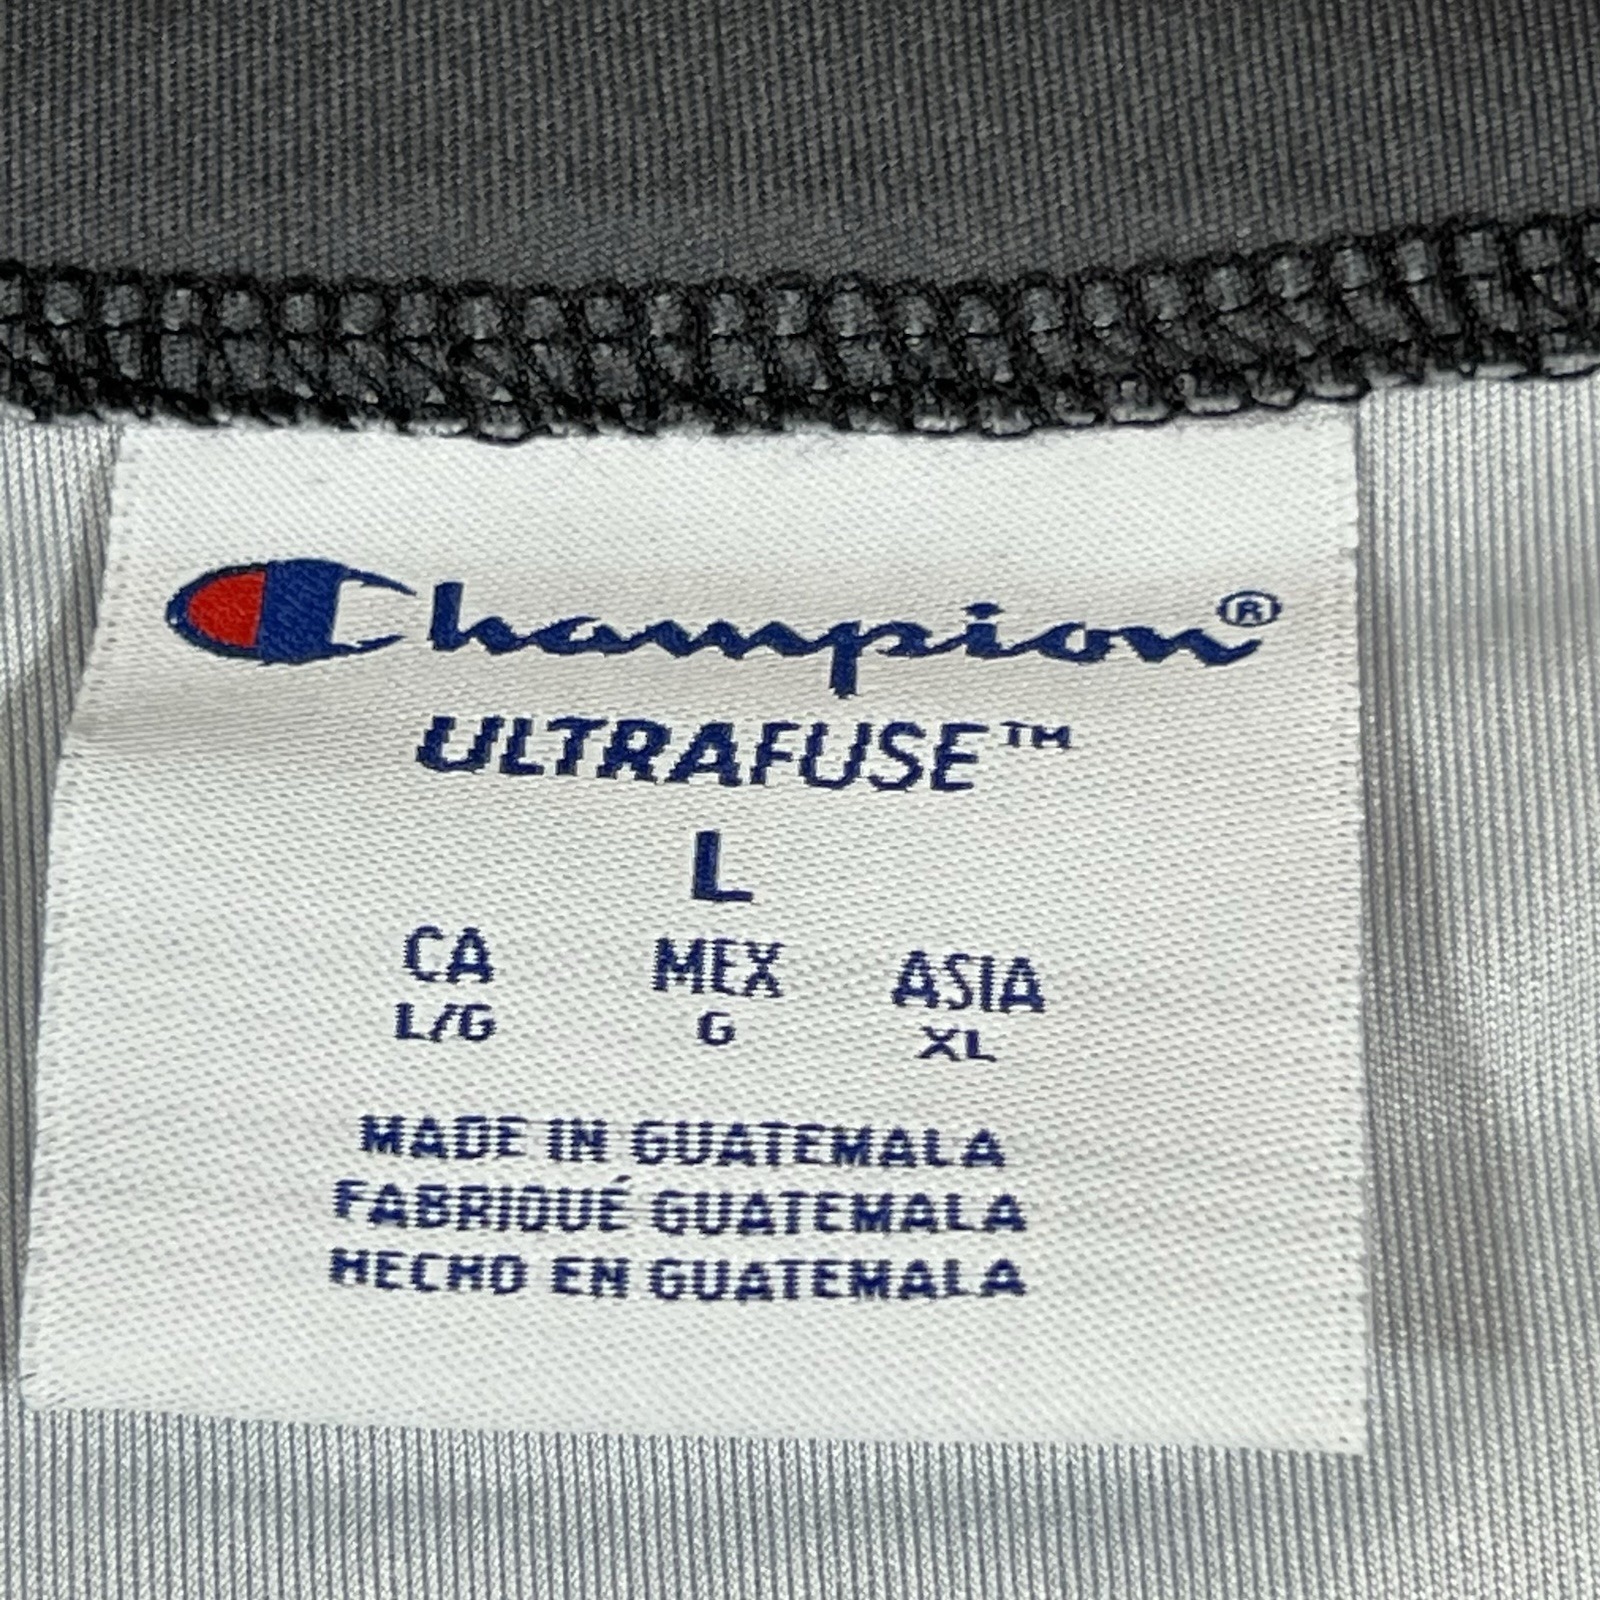 Champion®
ULTRAFUSE™
L
CA MEX ASIA
L/G G XL
MADE IN GUATEMALA
FABRIQUÉ GUATEMALA
HECHO EN GUATEMALA